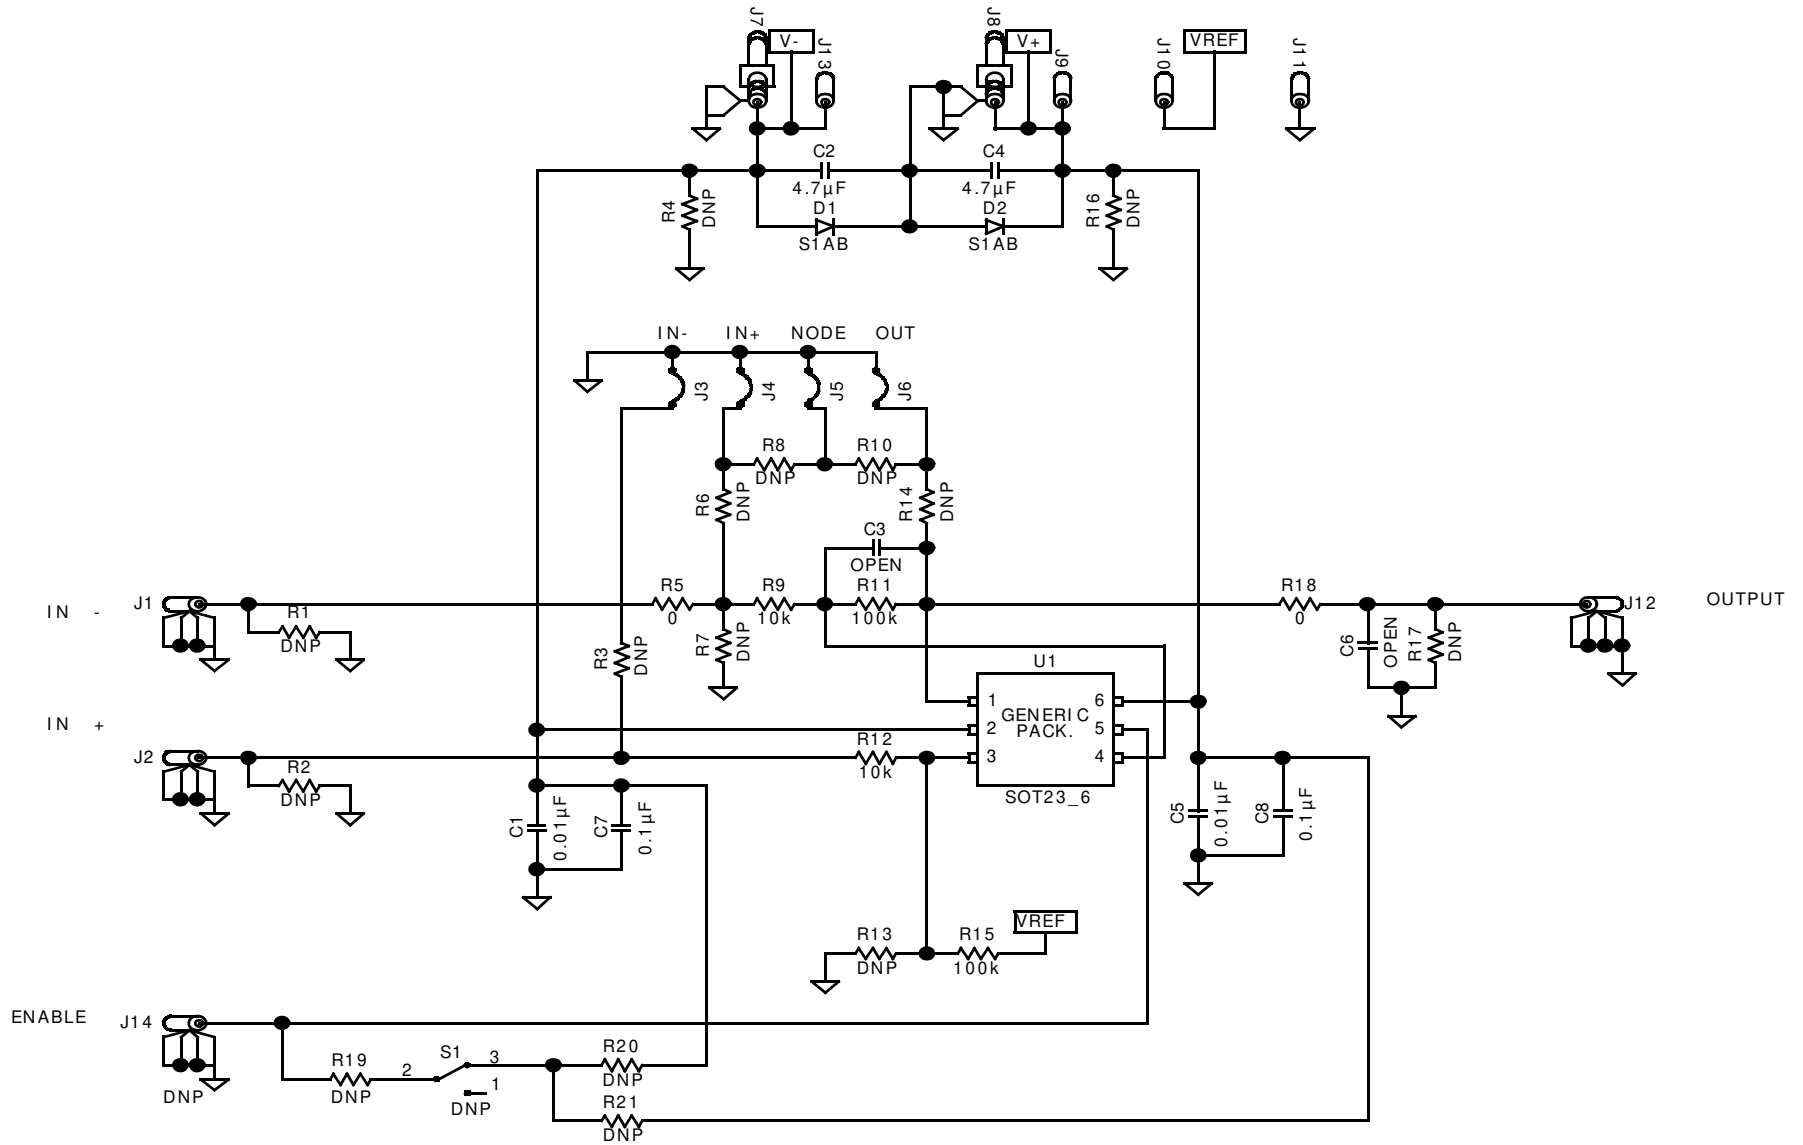 J7
V-
J13
J8
V+
J9
J10
VREF
J11
C2
4.7µF
D1
S1AB
C4
4.7µF
D2
S1AB
R4
DNP
R16
DNP
IN-
IN+
NODE
OUT
J3
J4
J5
J6
R8
DNP
R10
DNP
R6
DNP
R14
DNP
C3
OPEN
IN -
J1
R1
DNP
R5
0
R9
10k
R11
100k
R18
0
J12
OUTPUT
R3
DNP
R7
DNP
C6
OPEN
R17
DNP
U1
1
2
3
GENERIC
PACK.
6
5
4
SOT23_6
IN +
J2
R2
DNP
R12
10k
C1
0.01µF
C7
0.1µF
C5
0.01µF
C8
0.1µF
R13
DNP
R15
100k
VREF
ENABLE
J14
DNP
R19
DNP
2
S1
3
1
DNP
R20
DNP
R21
DNP